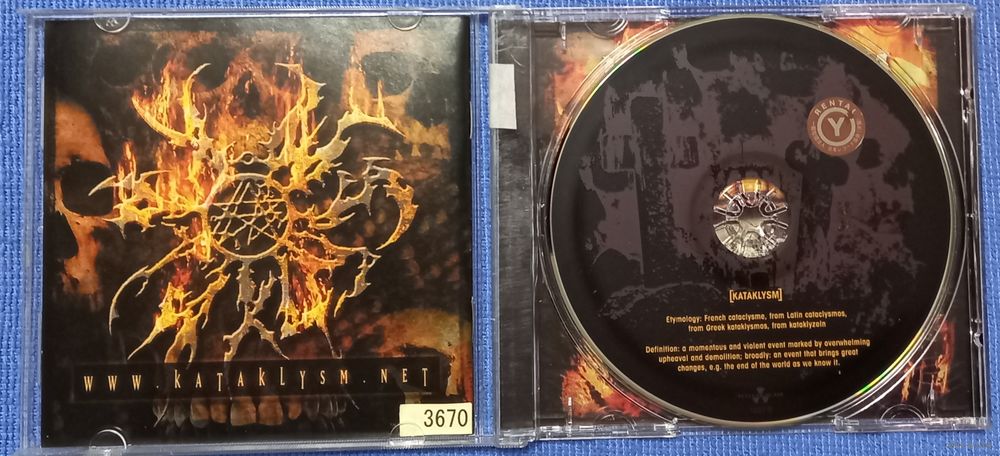 WWW.KATAKLYSM.NET
3670
RENTAL
Y
[KATAKLYSM]
Etymology: French cataclysme, from Latin cataclysmos,
from Greek kataklysmos, from kataklyzein
Definition: a momentous and violent event marked by overwhelming
upheaval and demolition; broadly: an event that brings great
changes, e.g. the end of the world as we know it.